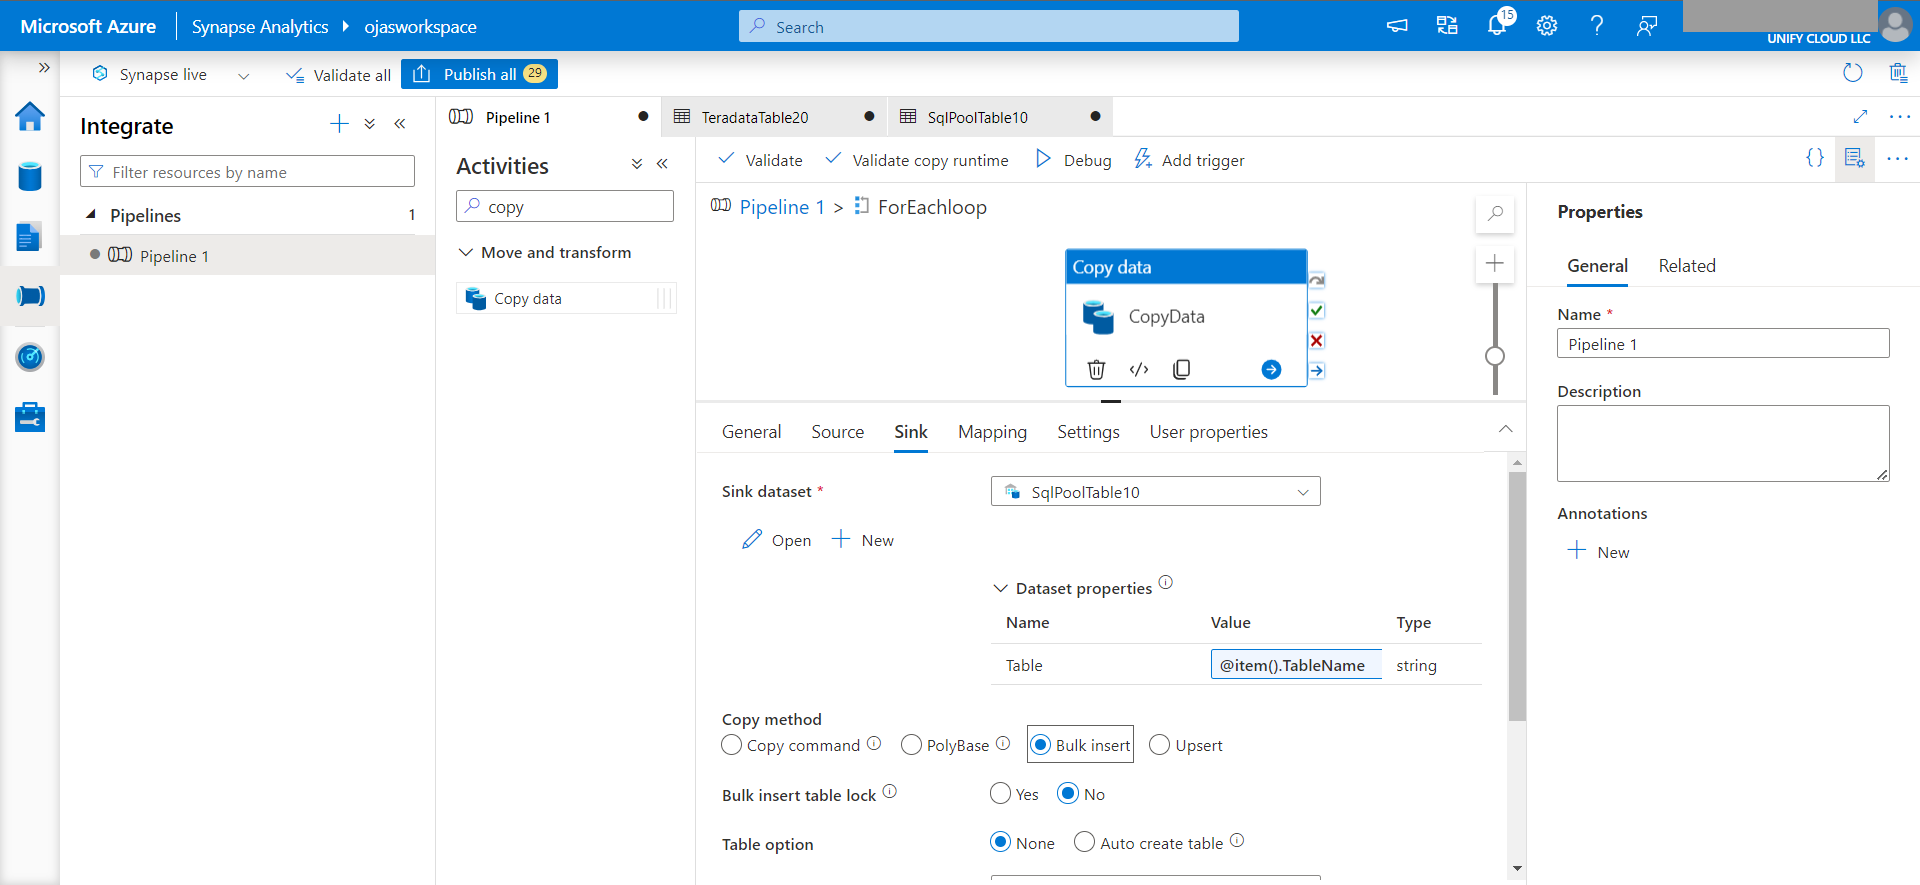 Microsoft Azure
Synapse Analytics
ojasworkspace
Search
15
UNIFY CLOUD LLC
Synapse live
Validate all
Publish all 29
Integrate
Filter resources by name
Pipelines 1
Pipeline 1
Pipeline 1
TeradataTable20
SqlPoolTable10
Activities
copy
Move and transform
Copy data
Validate
Validate copy runtime
Debug
Add trigger
{}
Pipeline 1 > ForEachloop
Copy data
CopyData
</>
General
Source
Sink
Mapping
Settings
User properties
Sink dataset *
SqlPoolTable10
Open
New
Dataset properties
Name Value Type
Table @item().TableName string
Copy method
Copy command
PolyBase
Bulk insert
Upsert
Bulk insert table lock
Yes
No
Table option
None
Auto create table
Properties
General
Related
Name *
Pipeline 1
Description
Annotations
New